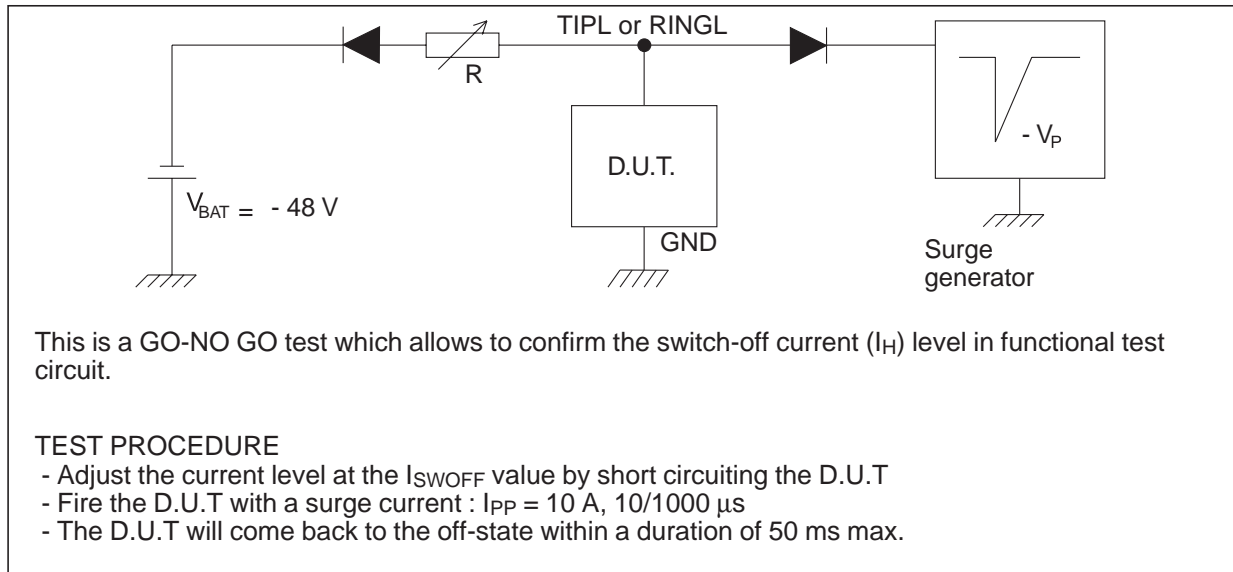 TIPL or RINGL
R
D.U.T.
- VP
VBAT = - 48 V
GND
Surge
generator
This is a GO-NO GO test which allows to confirm the switch-off current (IH) level in functional test
circuit.
TEST PROCEDURE
- Adjust the current level at the ISWOFF value by short circuiting the D.U.T
- Fire the D.U.T with a surge current : IPP = 10 A, 10/1000 µs
- The D.U.T will come back to the off-state within a duration of 50 ms max.